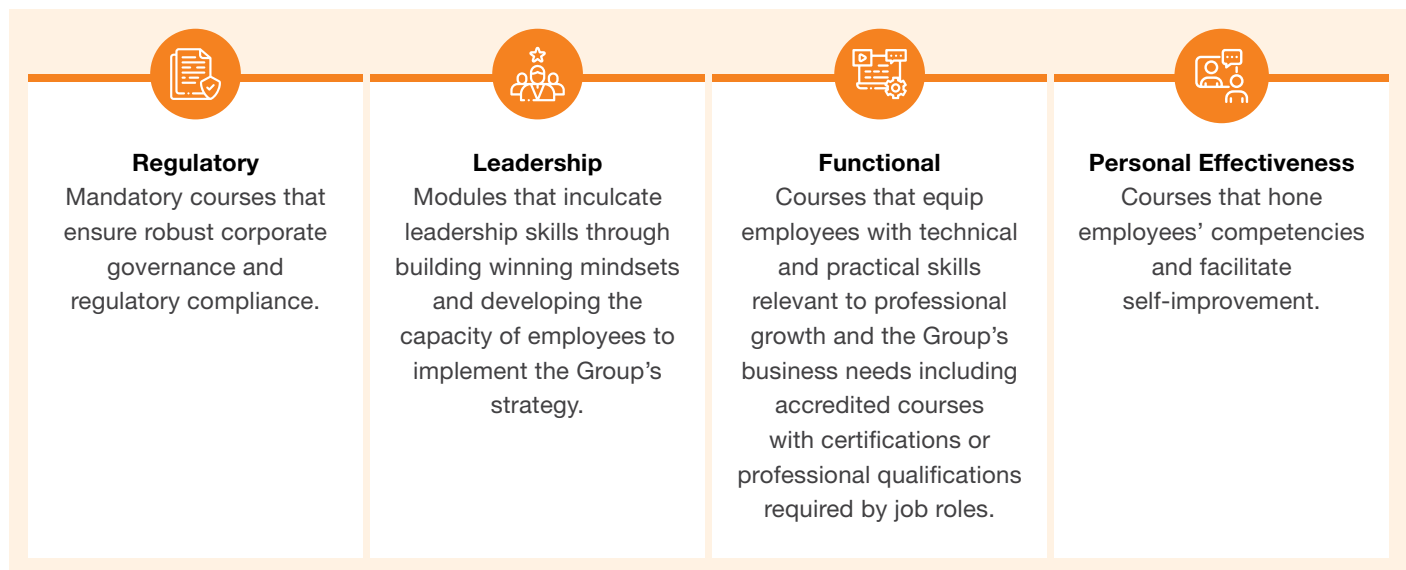 Regulatory
Mandatory courses that
ensure robust corporate
governance and
regulatory compliance.
Leadership
Modules that inculcate
leadership skills through
building winning mindsets
and developing the
capacity of employees to
implement the Group’s
strategy.
Functional
Courses that equip
employees with technical
and practical skills
relevant to professional
growth and the Group’s
business needs including
accredited courses
with certifications or
professional qualifications
required by job roles.
Personal Effectiveness
Courses that hone
employees’ competencies
and facilitate
self-improvement.